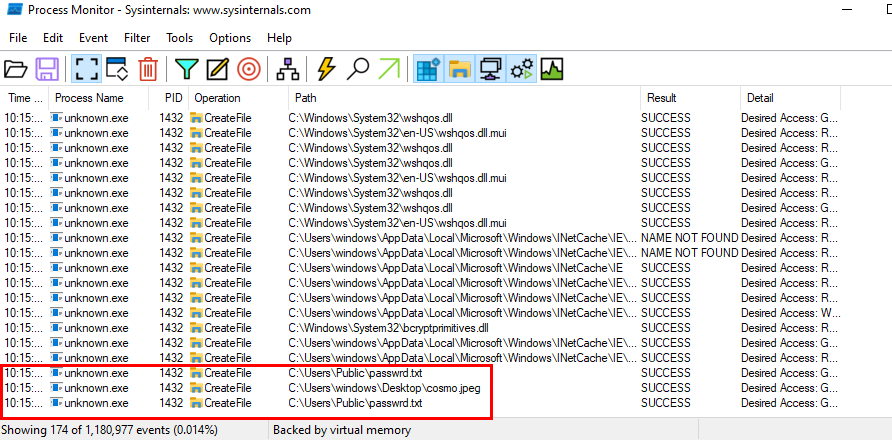 Process Monitor - Sysinternals: www.sysinternals.com
File Edit Event Filter Tools Options Help
Time ... Process Name PID Operation Path Result Detail
10:15:... unknown.exe 1432 CreateFile C:\Windows\System32\wshqos.dll SUCCESS Desired Access: G...
10:15:... unknown.exe 1432 CreateFile C:\Windows\System32\en-US\wshqos.dll.mui SUCCESS Desired Access: R...
10:15:... unknown.exe 1432 CreateFile C:\Windows\System32\wshqos.dll SUCCESS Desired Access: R...
10:15:... unknown.exe 1432 CreateFile C:\Windows\System32\wshqos.dll SUCCESS Desired Access: G...
10:15:... unknown.exe 1432 CreateFile C:\Windows\System32\en-US\wshqos.dll.mui SUCCESS Desired Access: R...
10:15:... unknown.exe 1432 CreateFile C:\Windows\System32\wshqos.dll SUCCESS Desired Access: R...
10:15:... unknown.exe 1432 CreateFile C:\Windows\System32\wshqos.dll SUCCESS Desired Access: G...
10:15:... unknown.exe 1432 CreateFile C:\Windows\System32\en-US\wshqos.dll.mui SUCCESS Desired Access: R...
10:15:... unknown.exe 1432 CreateFile C:\Users\windows\AppData\Local\Microsoft\Windows\INetCache\IE\... NAME NOT FOUND Desired Access: R...
10:15:... unknown.exe 1432 CreateFile C:\Users\windows\AppData\Local\Microsoft\Windows\INetCache\IE\... NAME NOT FOUND Desired Access: R...
10:15:... unknown.exe 1432 CreateFile C:\Users\windows\AppData\Local\Microsoft\Windows\INetCache\IE SUCCESS Desired Access: R...
10:15:... unknown.exe 1432 CreateFile C:\Users\windows\AppData\Local\Microsoft\Windows\INetCache\IE\... SUCCESS Desired Access: G...
10:15:... unknown.exe 1432 CreateFile C:\Users\windows\AppData\Local\Microsoft\Windows\INetCache\IE\... SUCCESS Desired Access: R...
10:15:... unknown.exe 1432 CreateFile C:\Users\windows\AppData\Local\Microsoft\Windows\INetCache\IE\... SUCCESS Desired Access: W...
10:15:... unknown.exe 1432 CreateFile C:\Windows\System32\bcryptprimitives.dll SUCCESS Desired Access: R...
10:15:... unknown.exe 1432 CreateFile C:\Users\windows\AppData\Local\Microsoft\Windows\INetCache\IE\... SUCCESS Desired Access: G...
10:15:... unknown.exe 1432 CreateFile C:\Users\windows\AppData\Local\Microsoft\Windows\INetCache\IE\... SUCCESS Desired Access: R...
10:15:... unknown.exe 1432 CreateFile C:\Users\Public\passwrd.txt SUCCESS Desired Access: G...
10:15:... unknown.exe 1432 CreateFile C:\Users\windows\Desktop\cosmo.jpeg SUCCESS Desired Access: G...
10:15:... unknown.exe 1432 CreateFile C:\Users\Public\passwrd.txt SUCCESS Desired Access: G...
Showing 174 of 1,180,977 events (0.014%) Backed by virtual memory